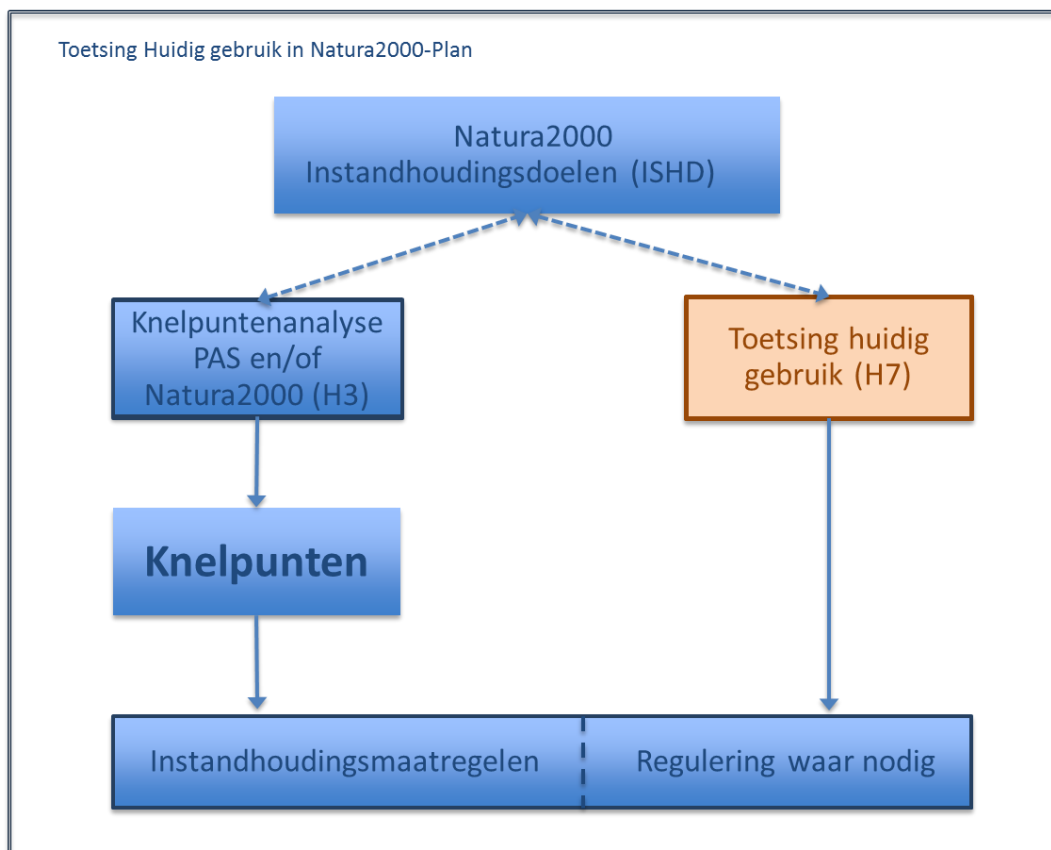 Toetsing Huidig gebruik in Natura2000-Plan
Natura2000
Instandhoudingsdoelen (ISHD)
Knelpuntenanalyse
PAS en/of
Natura2000 (H3)
Toetsing huidig
gebruik (H7)
Knelpunten
Instandhoudingsmaatregelen
Regulering waar nodig